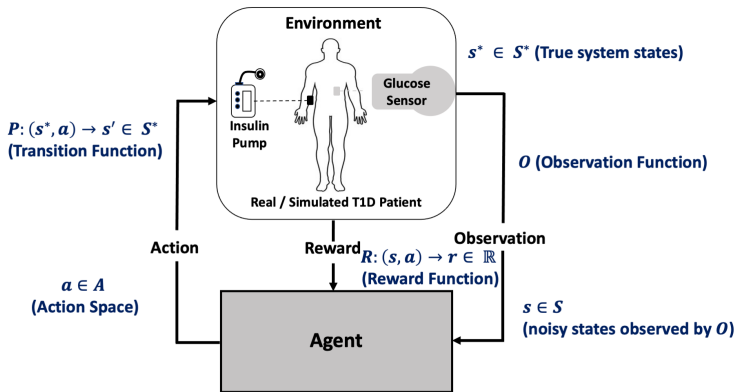 Environment
s* ∈ S* (True system states)
Glucose
Sensor
Insulin
Pump
P: (s*, a) → s′ ∈ S*
(Transition Function)
O (Observation Function)
Real / Simulated T1D Patient
Action
Reward
Observation
R: (s, a) → r ∈ ℝ
(Reward Function)
a ∈ A
(Action Space)
s ∈ S
(noisy states observed by O)
Agent